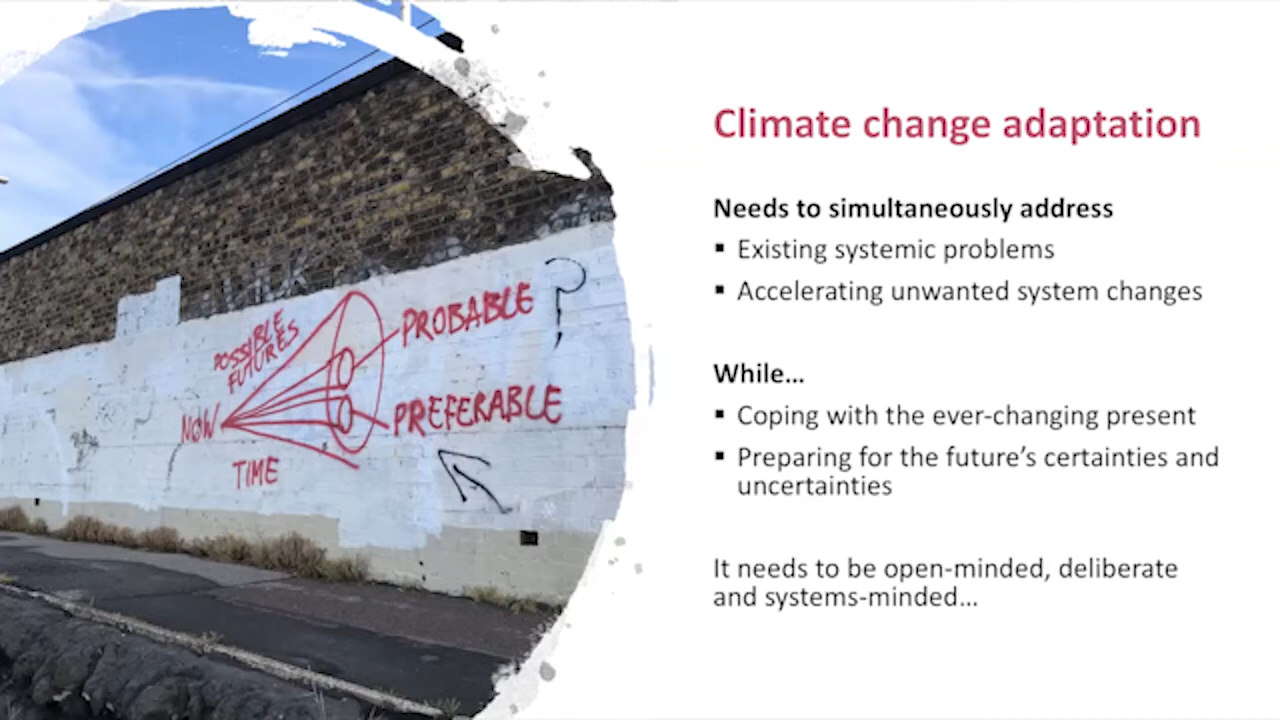 Climate change adaptation
Needs to simultaneously address
▪ Existing systemic problems
▪ Accelerating unwanted system changes
While…
▪ Coping with the ever-changing present
▪ Preparing for the future’s certainties and
uncertainties
It needs to be open-minded, deliberate
and systems-minded…
POSSIBLE
FUTURES
PROBABLE ?
NOW
PREFERABLE
TIME